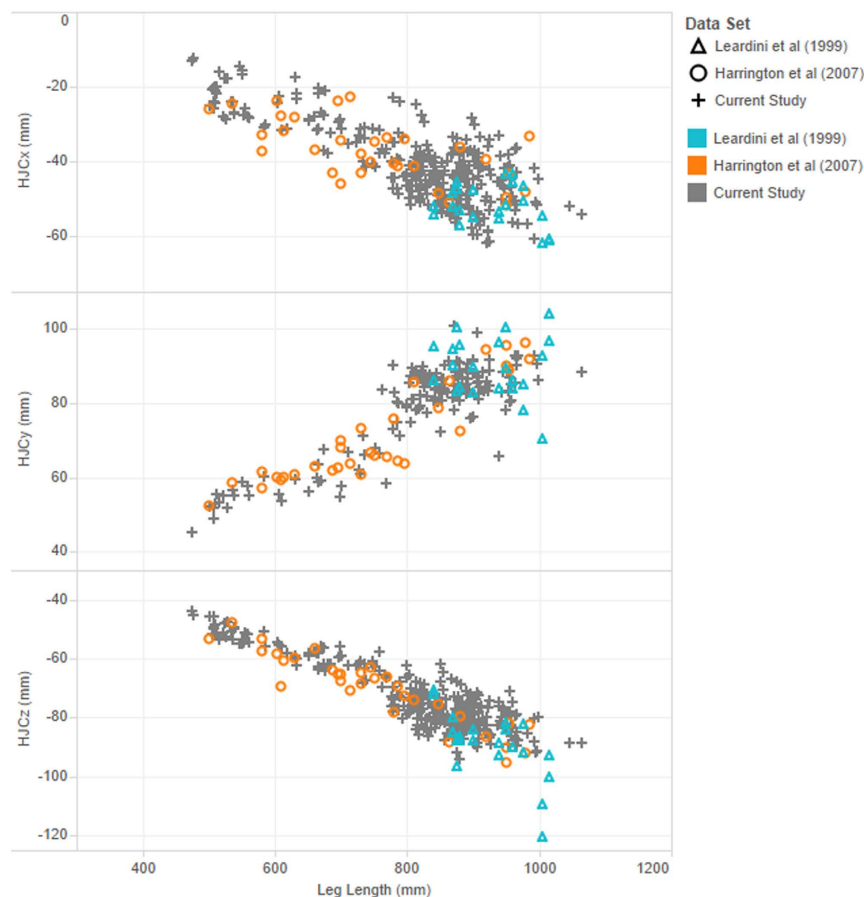 0
-20
-40
-60
HJCx (mm)
100
80
60
40
HJCy (mm)
-40
-60
-80
-100
-120
HJCz (mm)
400 600 800 1000 1200
Leg Length (mm)
Data Set
Leardini et al (1999)
Harrington et al (2007)
Current Study
Leardini et al (1999)
Harrington et al (2007)
Current Study